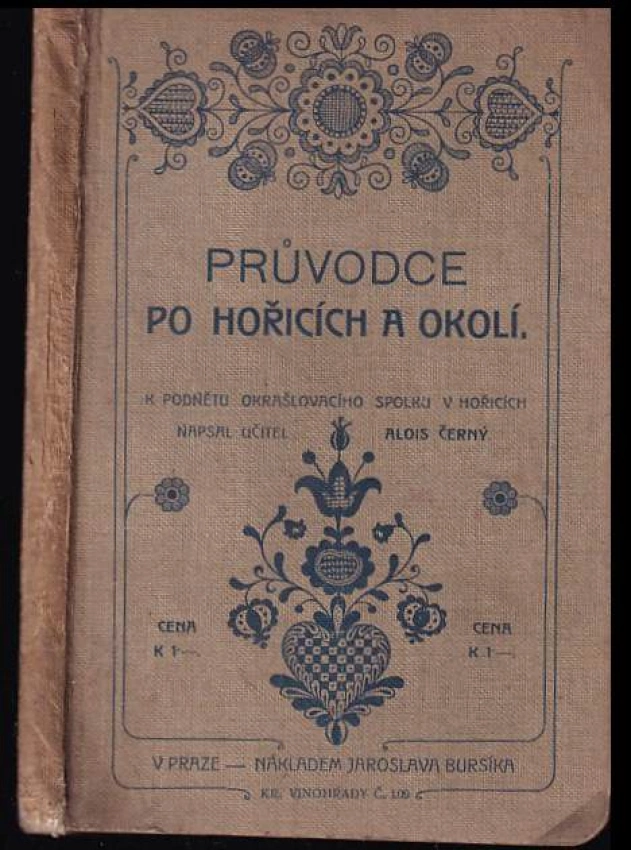 PRŮVODCE
PO HOŘICÍCH A OKOLÍ.
K PODNĚTU OKRAŠLOVACÍHO SPOLKU V HOŘICÍCH
NAPSAL UČITEL ALOIS ČERNÝ
CENA
K 1—.
CENA
K 1—.
V PRAZE — NÁKLADEM JAROSLAVA BURSÍKA
KR. VINOHRADY Č. 109